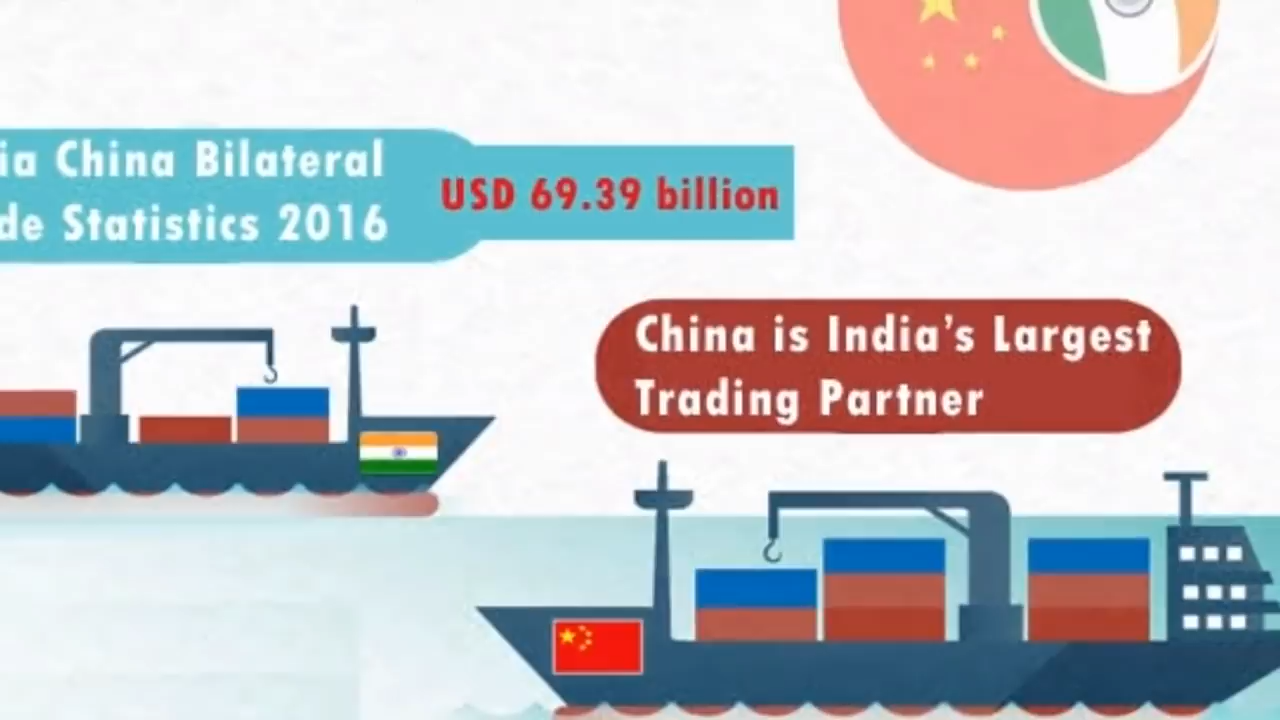 ia China Bilateral
de Statistics 2016
USD 69.39 billion
China is India's Largest
Trading Partner